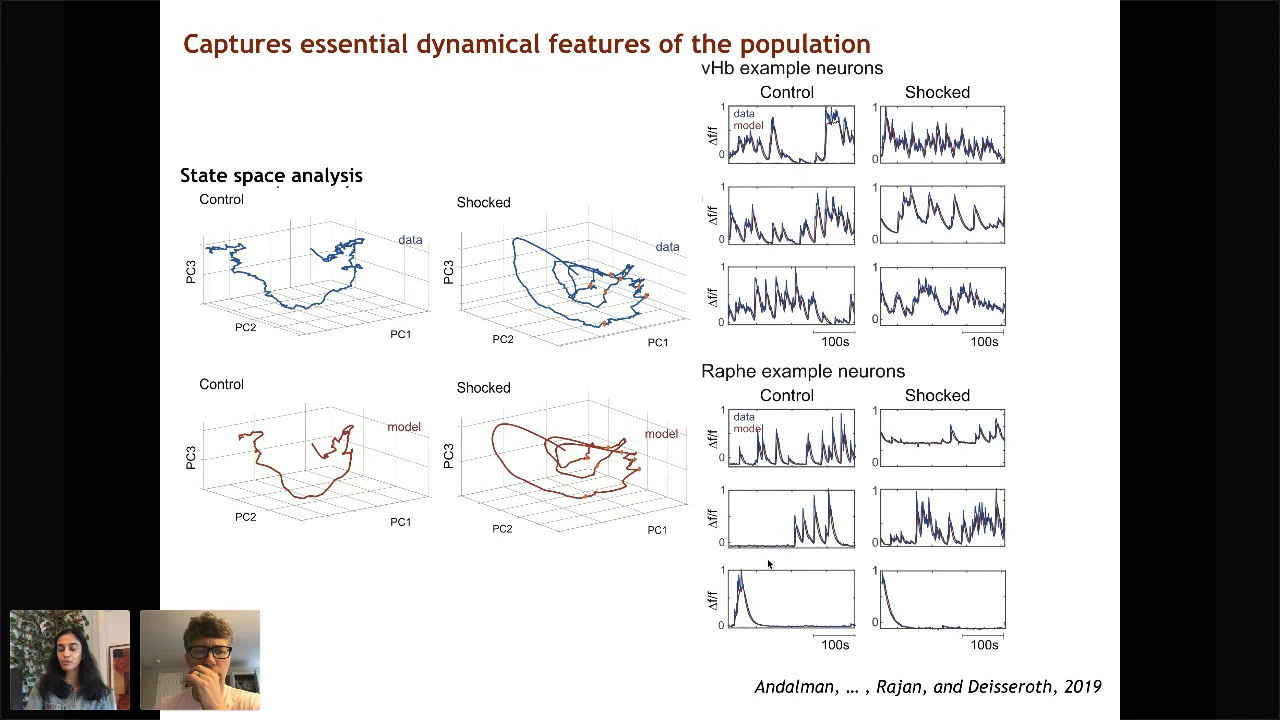 Captures essential dynamical features of the population
State space analysis
Control
data
PC3
PC2
PC1
Shocked
data
PC3
PC2
PC1
Control
model
PC3
PC2
PC1
Shocked
model
PC3
PC2
PC1
vHb example neurons
Control
Shocked
data
model
Δf/f
1
0
1
0
Δf/f
1
0
1
0
Δf/f
1
0
1
0
100s
100s
Raphe example neurons
Control
Shocked
data
model
Δf/f
1
0
1
0
Δf/f
1
0
1
0
Δf/f
1
0
1
0
100s
100s
Andalman, ... , Rajan, and Deisseroth, 2019